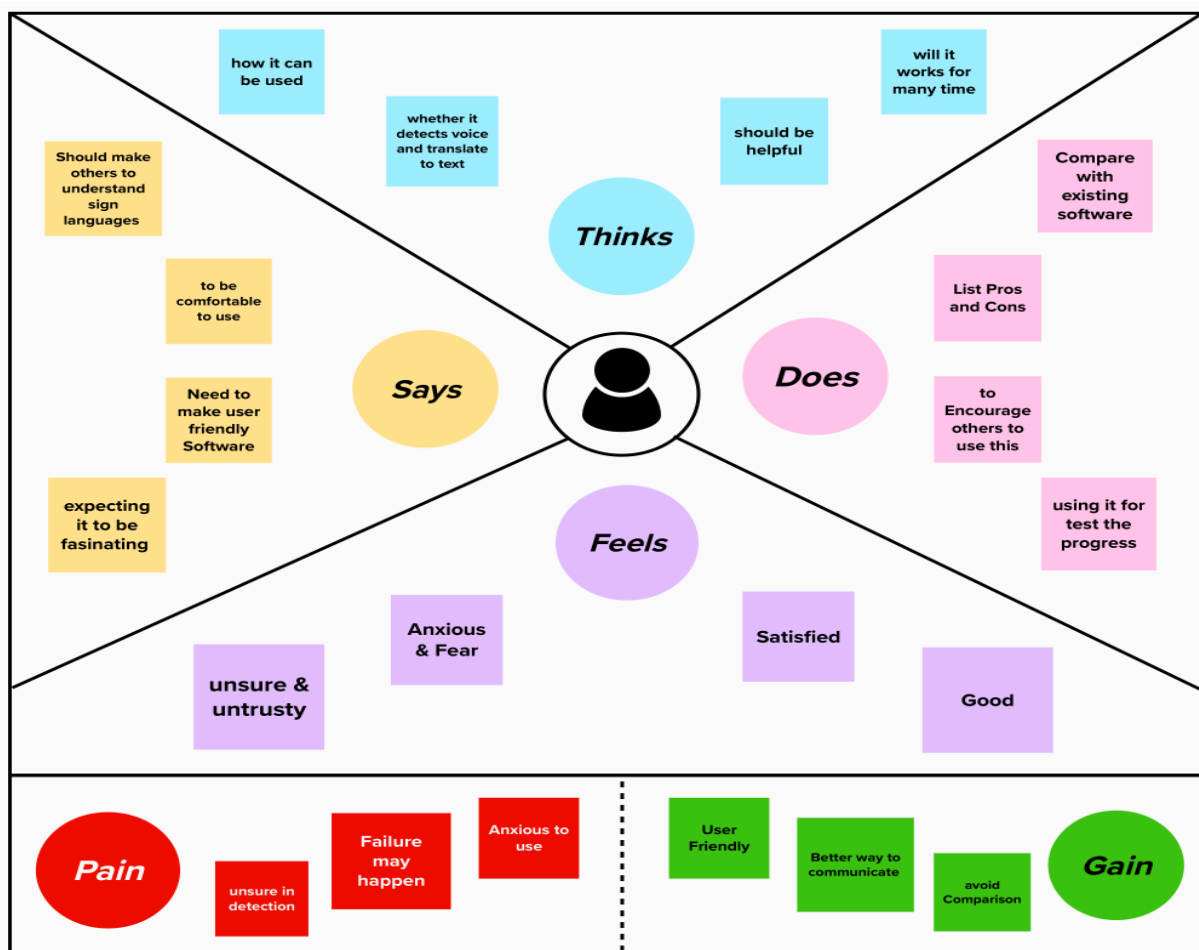 how it can
be used
whether it
detects voice
and translate
to text
should be
helpful
will it
works for
many time
Thinks
Should make
others to
understand
sign
languages
to be
comfortable
to use
Need to
make user
friendly
Software
expecting
it to be
fasinating
Says
Does
Compare
with
existing
software
List Pros
and Cons
to
Encourage
others to
use this
using it for
test the
progress
Feels
unsure &
untrusty
Anxious
& Fear
Satisfied
Good
Pain
unsure in
detection
Failure
may
happen
Anxious to
use
User
Friendly
Better way to
communicate
avoid
Comparison
Gain